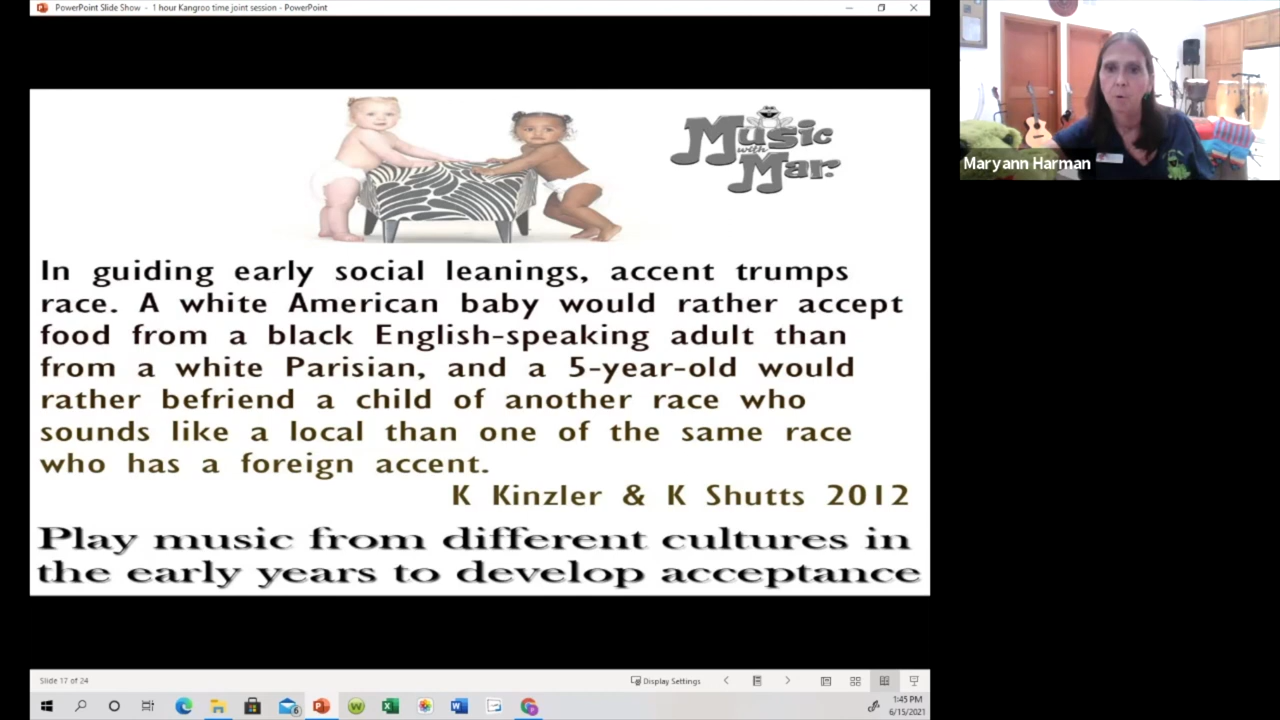 PowerPoint Slide Show - 1 hour Kangroo time joint session - PowerPoint
Music
with
Mar.
Maryann Harman
In guiding early social leanings, accent trumps
race. A white American baby would rather accept
food from a black English-speaking adult than
from a white Parisian, and a 5-year-old would
rather befriend a child of another race who
sounds like a local than one of the same race
who has a foreign accent.
K Kinzler & K Shutts 2012
Play music from different cultures in
the early years to develop acceptance
Slide 17 of 24
Display Settings
1:45 PM
6/15/2021